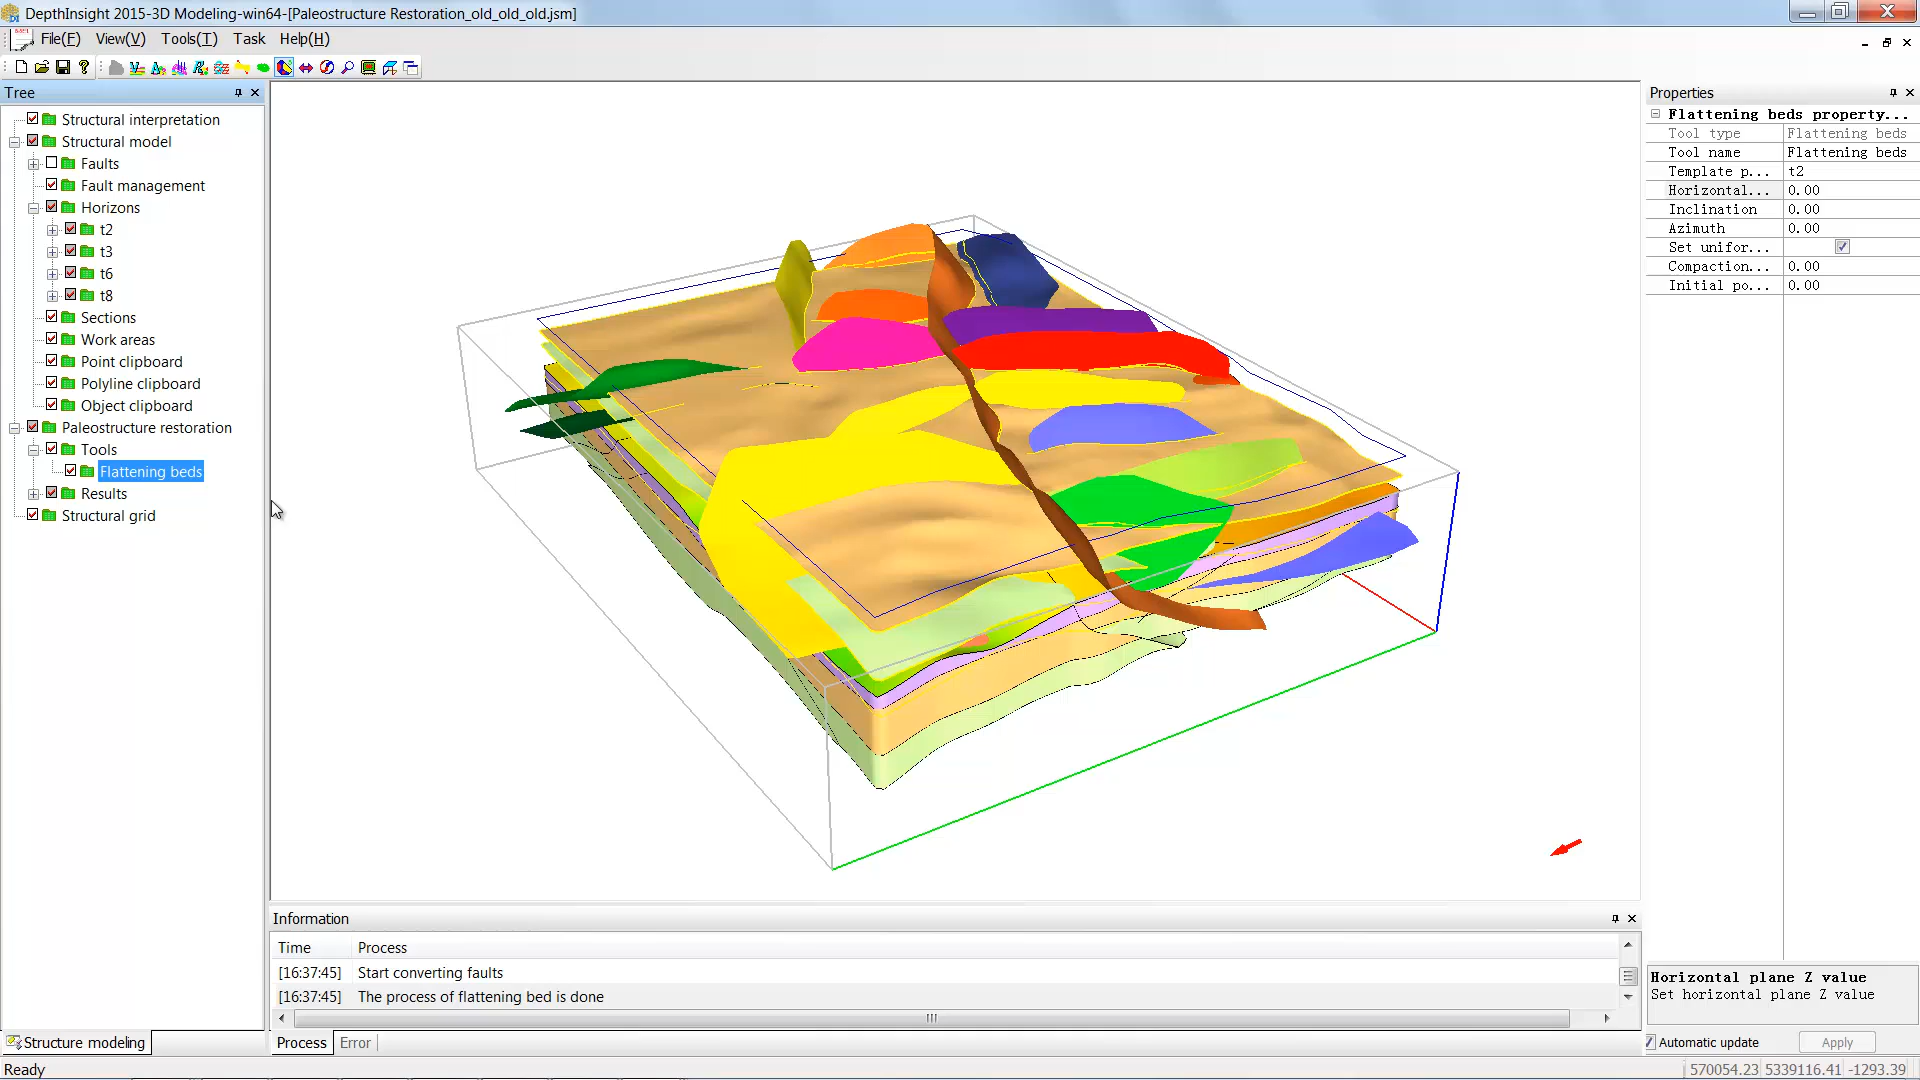 DepthInsight 2015-3D Modeling-win64-[Paleostructure Restoration_old_old_old.jsm]
File(F) View(V) Tools(T) Task Help(H)
Tree
Structural interpretation
Structural model
Faults
Fault management
Horizons
t2
t3
t6
t8
Sections
Work areas
Point clipboard
Polyline clipboard
Object clipboard
Paleostructure restoration
Tools
Flattening beds
Results
Structural grid
Structure modeling
Information
Time Process
[16:37:45] Start converting faults
[16:37:45] The process of flattening bed is done
Process Error
Properties
Flattening beds property...
Tool type Flattening beds
Tool name Flattening beds
Template p... t2
Horizontal... 0.00
Inclination 0.00
Azimuth 0.00
Set unifor...
Compaction... 0.00
Initial po... 0.00
Horizontal plane Z value
Set horizontal plane Z value
Automatic update Apply
Ready 570054.23 5339116.41 -1293.39